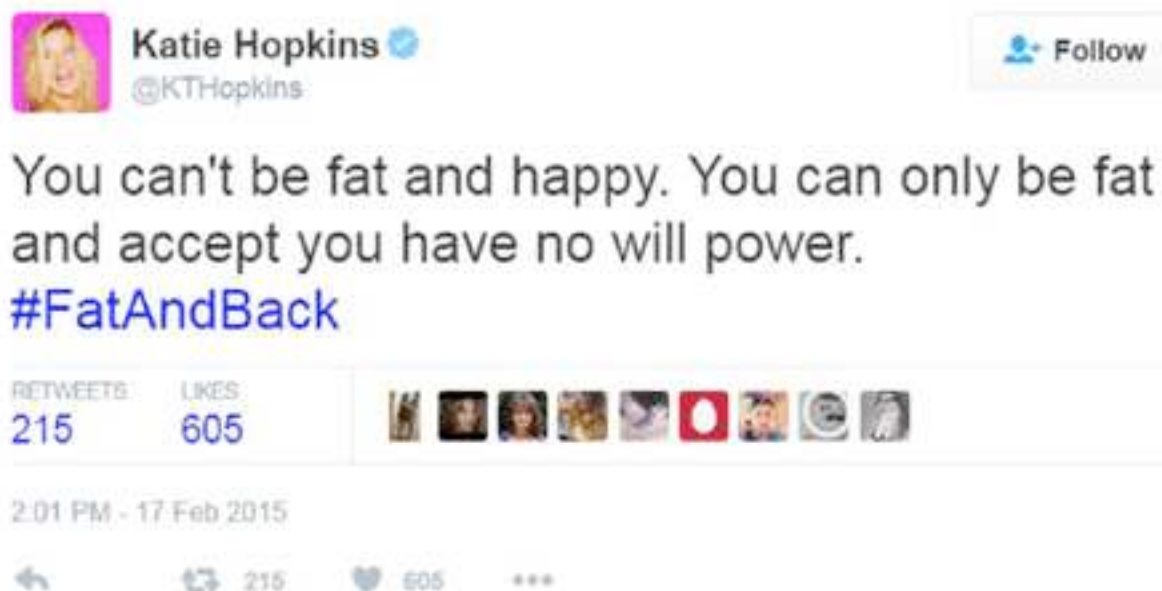 Katie Hopkins
@KTHopkins
Follow
You can't be fat and happy. You can only be fat
and accept you have no will power.
#FatAndBack
RETWEETS LIKES
215 605
2:01 PM - 17 Feb 2015
215 605